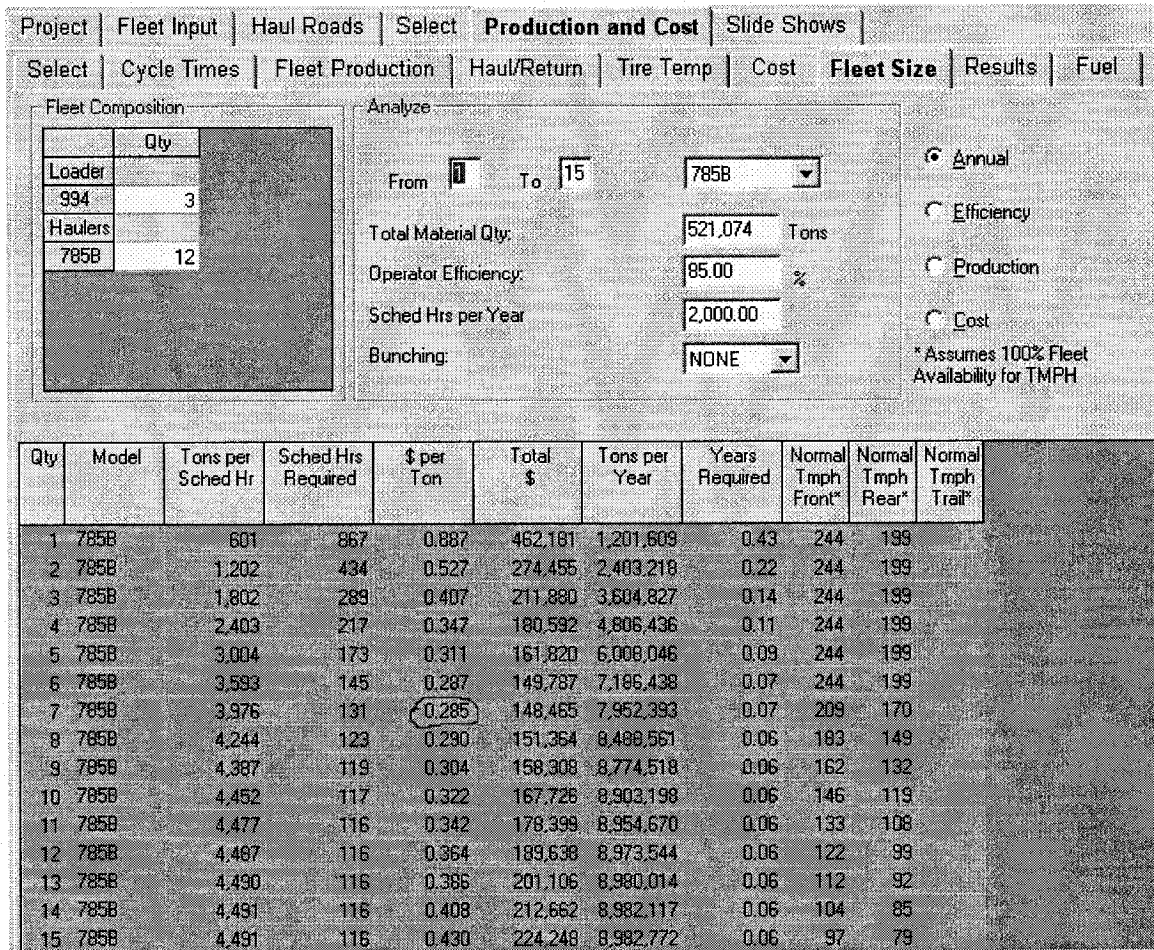 Project Fleet Input Haul Roads Select Production and Cost Slide Shows
Select Cycle Times Fleet Production Haul/Return Tire Temp Cost Fleet Size Results Fuel
Fleet Composition
Qty
Loader
994 3
Haulers
785B 12
Analyze
From 1 To 15 785B
Total Material Qty: 521,074 Tons
Operator Efficiency: 85.00 %
Sched Hrs per Year 2,000.00
Bunching: NONE
Annual
Efficiency
Production
Cost
* Assumes 100% Fleet
Availability for TMPH
Qty Model Tons per Sched Hr Sched Hrs Required $ per Ton Total $ Tons per Year Years Required Normal Tmph Front* Normal Tmph Rear* Normal Tmph Trail*
1 785B 601 867 0.887 462,181 1,201,609 0.43 244 199
2 785B 1,202 434 0.527 274,455 2,403,218 0.22 244 199
3 785B 1,802 289 0.407 211,880 3,604,827 0.14 244 199
4 785B 2,403 217 0.347 180,592 4,806,436 0.11 244 199
5 785B 3,004 173 0.311 161,820 6,008,046 0.09 244 199
6 785B 3,593 145 0.287 149,787 7,186,438 0.07 244 199
7 785B 3,976 131 0.285 148,465 7,952,393 0.07 209 170
8 785B 4,244 123 0.290 151,364 8,488,561 0.06 183 149
9 785B 4,387 119 0.304 158,308 8,774,518 0.06 162 132
10 785B 4,452 117 0.322 167,726 8,903,198 0.06 146 119
11 785B 4,477 116 0.342 178,399 8,954,670 0.06 133 108
12 785B 4,487 116 0.364 189,638 8,973,544 0.06 122 99
13 785B 4,490 116 0.386 201,106 8,980,014 0.06 112 92
14 785B 4,491 116 0.408 212,662 8,982,117 0.06 104 85
15 785B 4,491 116 0.430 224,248 8,982,772 0.06 97 79